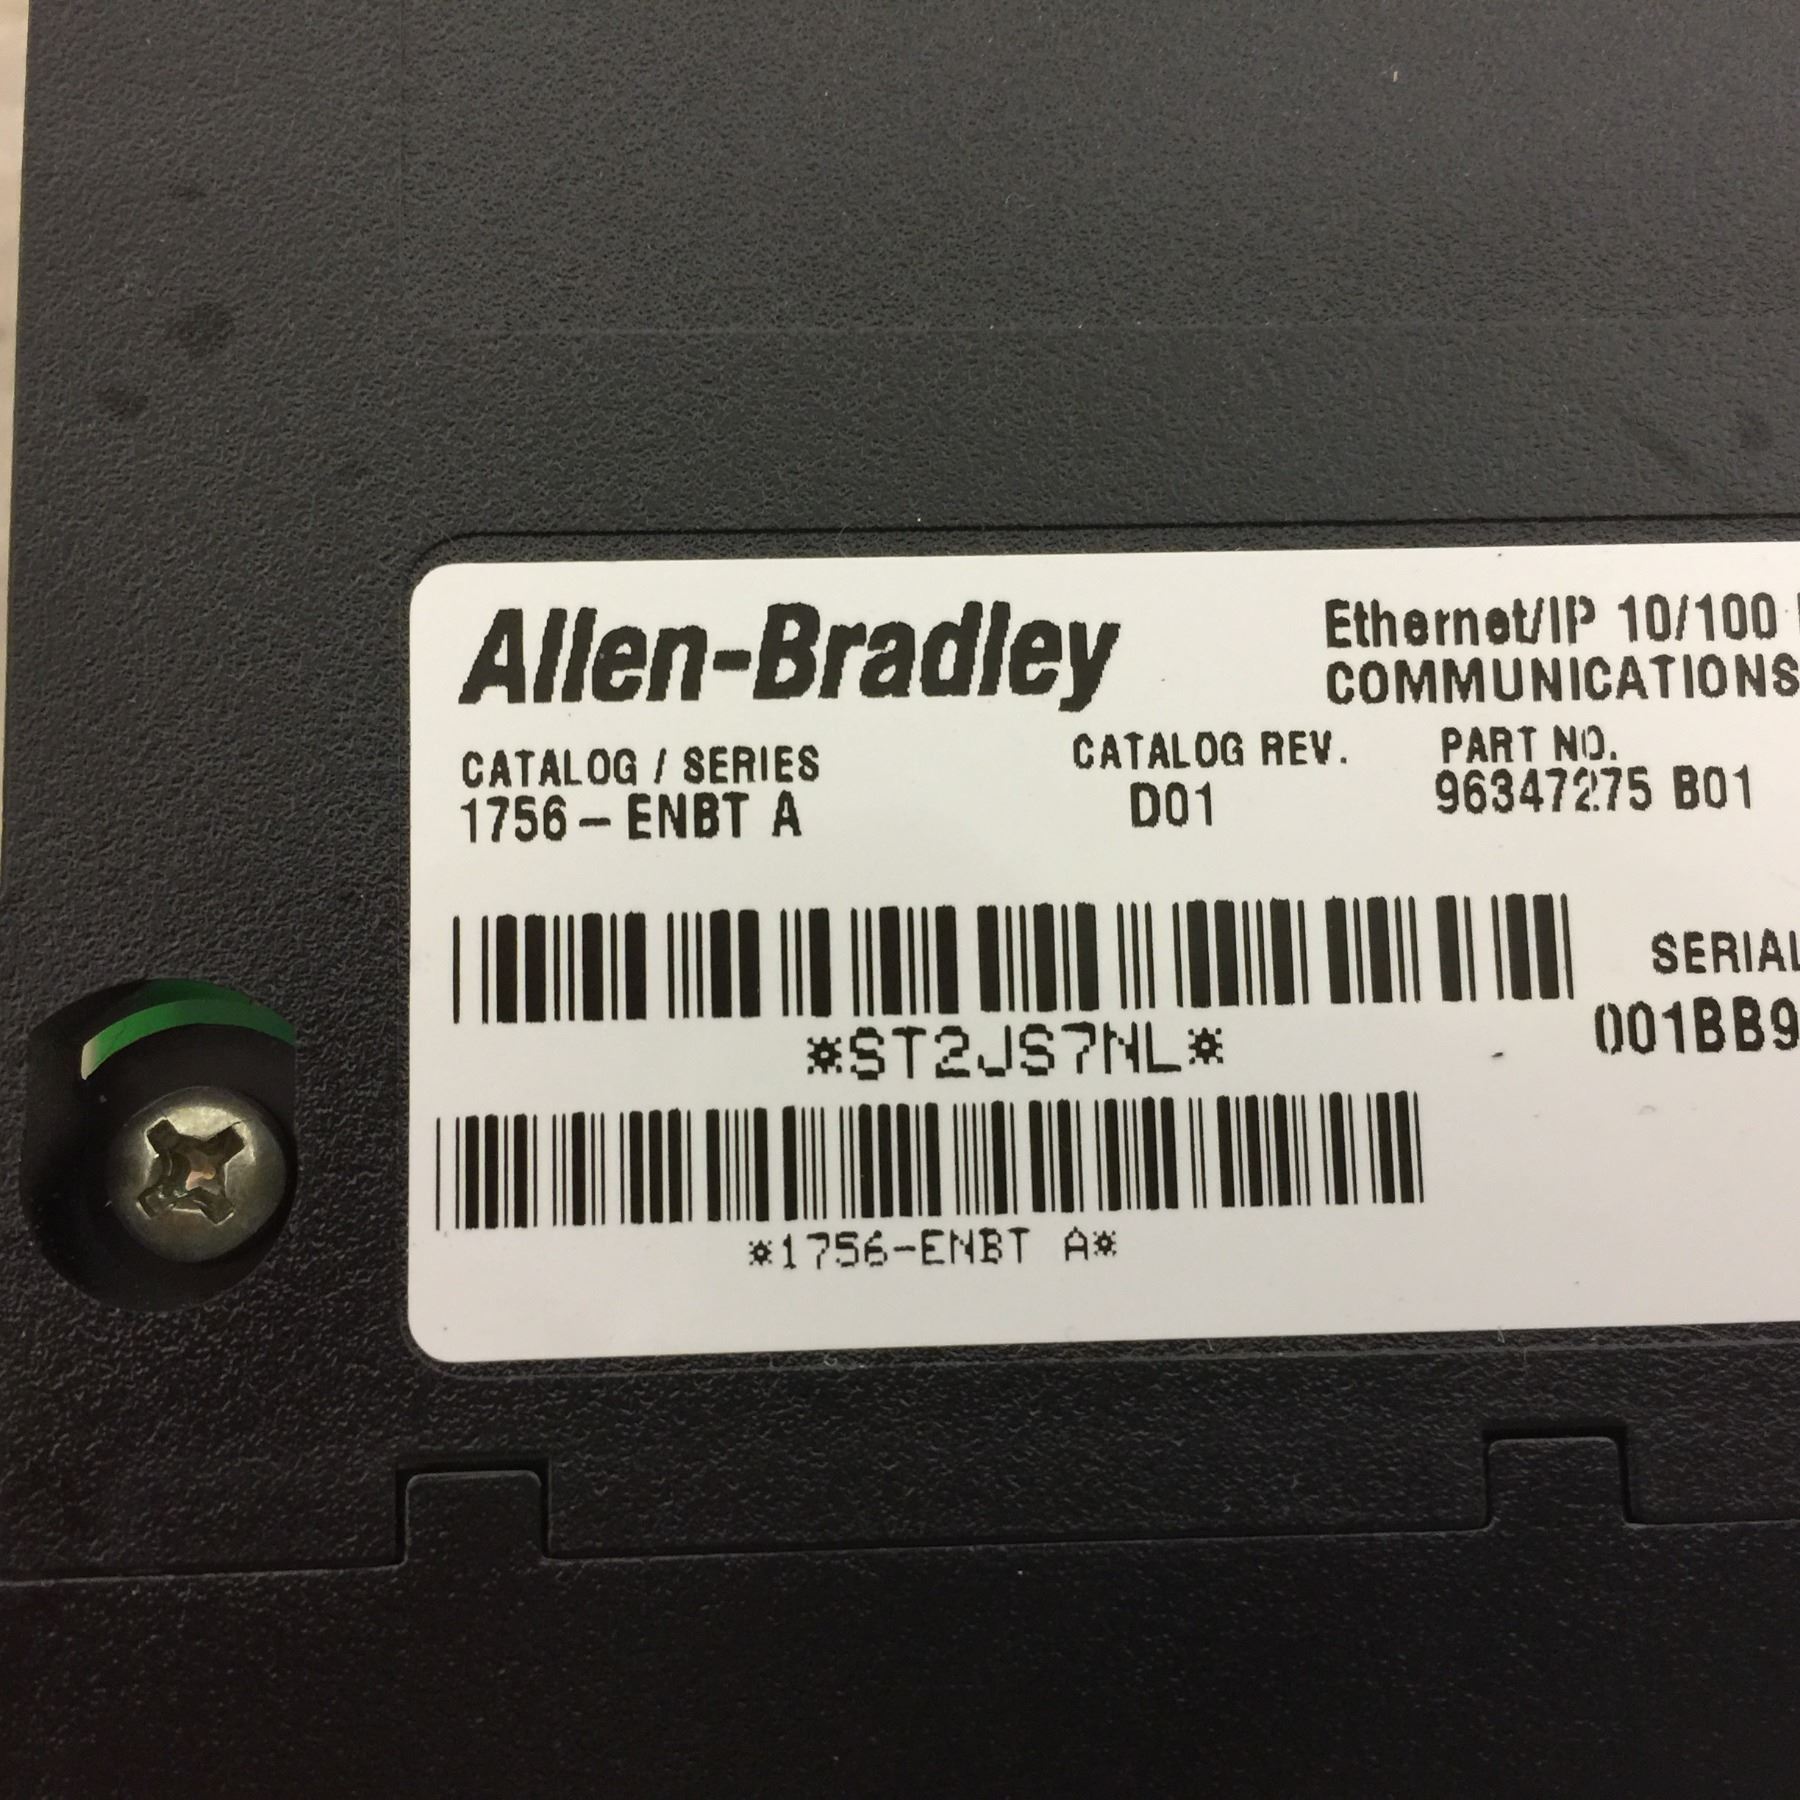 Allen-Bradley
Ethernet/IP 10/100
COMMUNICATIONS
CATALOG / SERIES
1756-ENBT A
CATALOG REV.
D01
PART NO.
96347275 B01
*ST2JS7NL*
SERIAL
001BB9
*1756-ENBT A*